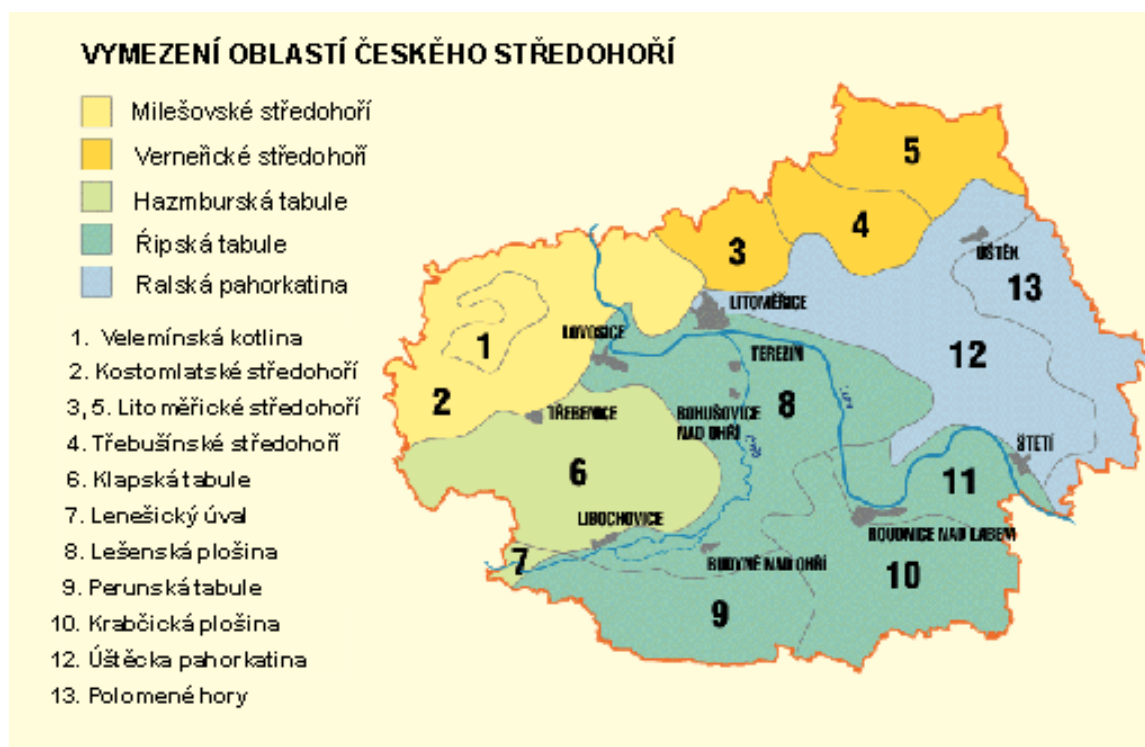 VYMEZENÍ OBLASTÍ ČESKÉHO STŘEDOHOŘÍ
Milešovské středohoří
Verneřické středohoří
Hazmburská tabule
Řipská tabule
Ralská pahorkatina
1. Velemínská kotlina
2. Kostomlatské středohoří
3, 5. Litoměřické středohoří
4. Třebušínské středohoří
6. Klapská tabule
7. Lenešický úval
8. Lešenská plošina
9. Perunská tabule
10. Krabčická plošina
12. Úštěcka pahorkatina
13. Polomené hory
5
4
3
ÚŠTĚK
13
LITOMĚŘICE
LOVOSICE
1
TEREZÍN
12
2
TŘEBENICE
BOHUŠOVICE
NAD OHŘÍ
8
LABE
OHŘE
ŠTĚTÍ
6
11
LIBOCHOVICE
ROUDNICE NAD LABEM
7
BUDYNĚ NAD OHŘÍ
10
9